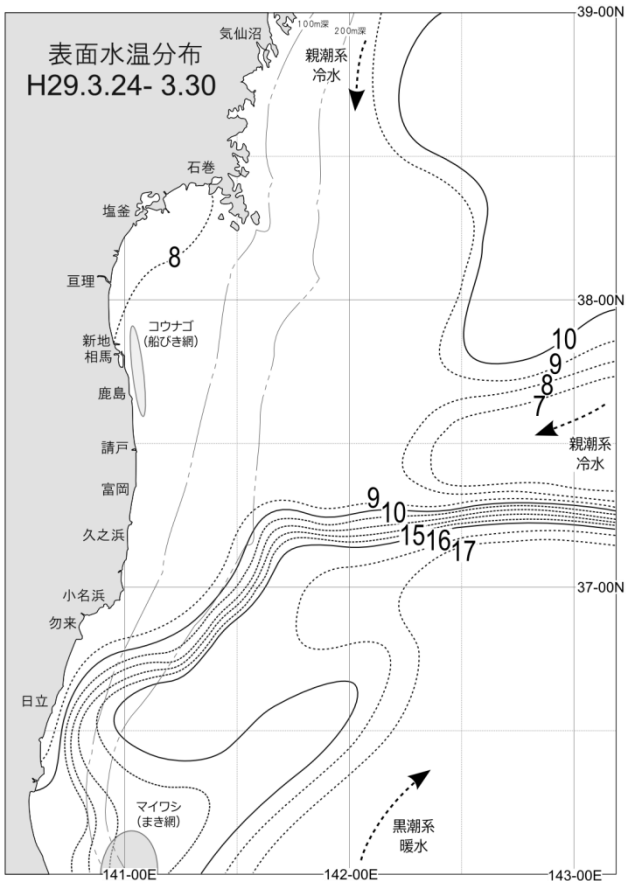 39-00N
気仙沼
100m深
200m深
表面水温分布
H29.3.24- 3.30
親潮系
冷水
石巻
塩釜
8
亘理
38-00N
コウナゴ
(船びき網)
新地
相馬
10
9
8
7
鹿島
親潮系
冷水
請戸
富岡
9
10
15
16
17
久之浜
37-00N
小名浜
勿来
日立
マイワシ
(まき網)
黒潮系
暖水
141-00E
142-00E
143-00E